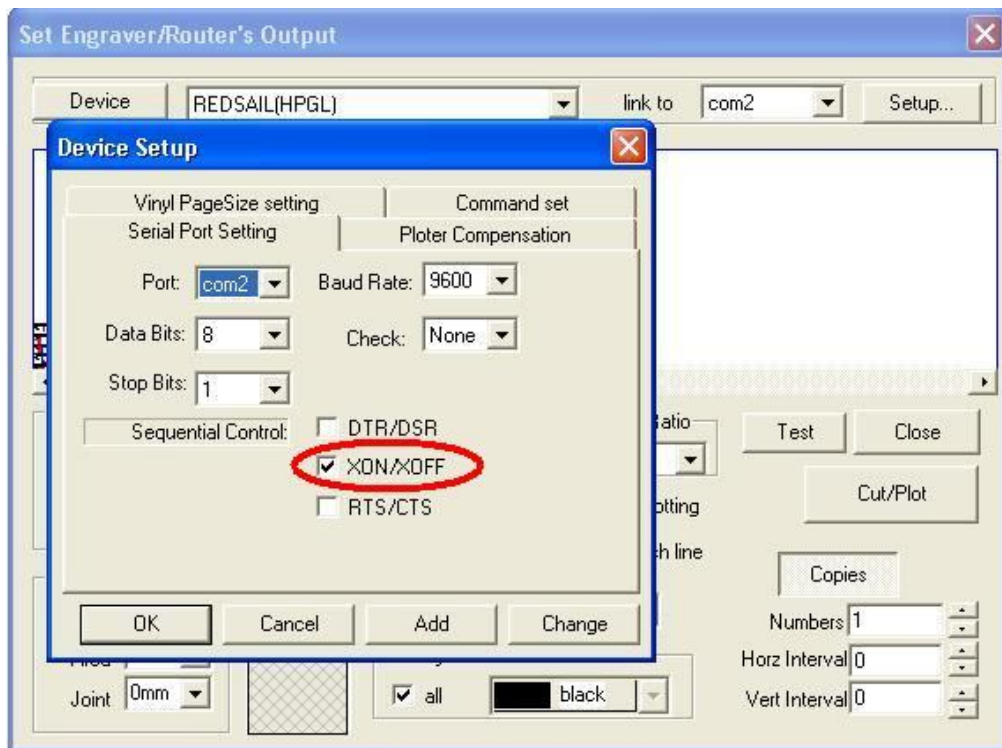 Set Engraver/Router's Output
Device REDSAIL(HPGL) link to com2 Setup...
Device Setup
Vinyl PageSize setting Command set
Serial Port Setting Ploter Compensation
Port: com2 Baud Rate: 9600
Data Bits: 8 Check: None
Stop Bits: 1
Sequential Control: DTR/DSR
XON/XOFF
RTS/CTS
OK Cancel Add Change
Test Close
Cut/Plot
Copies
Numbers 1
Horz Interval 0
Vert Interval 0
Joint 0mm all black
line